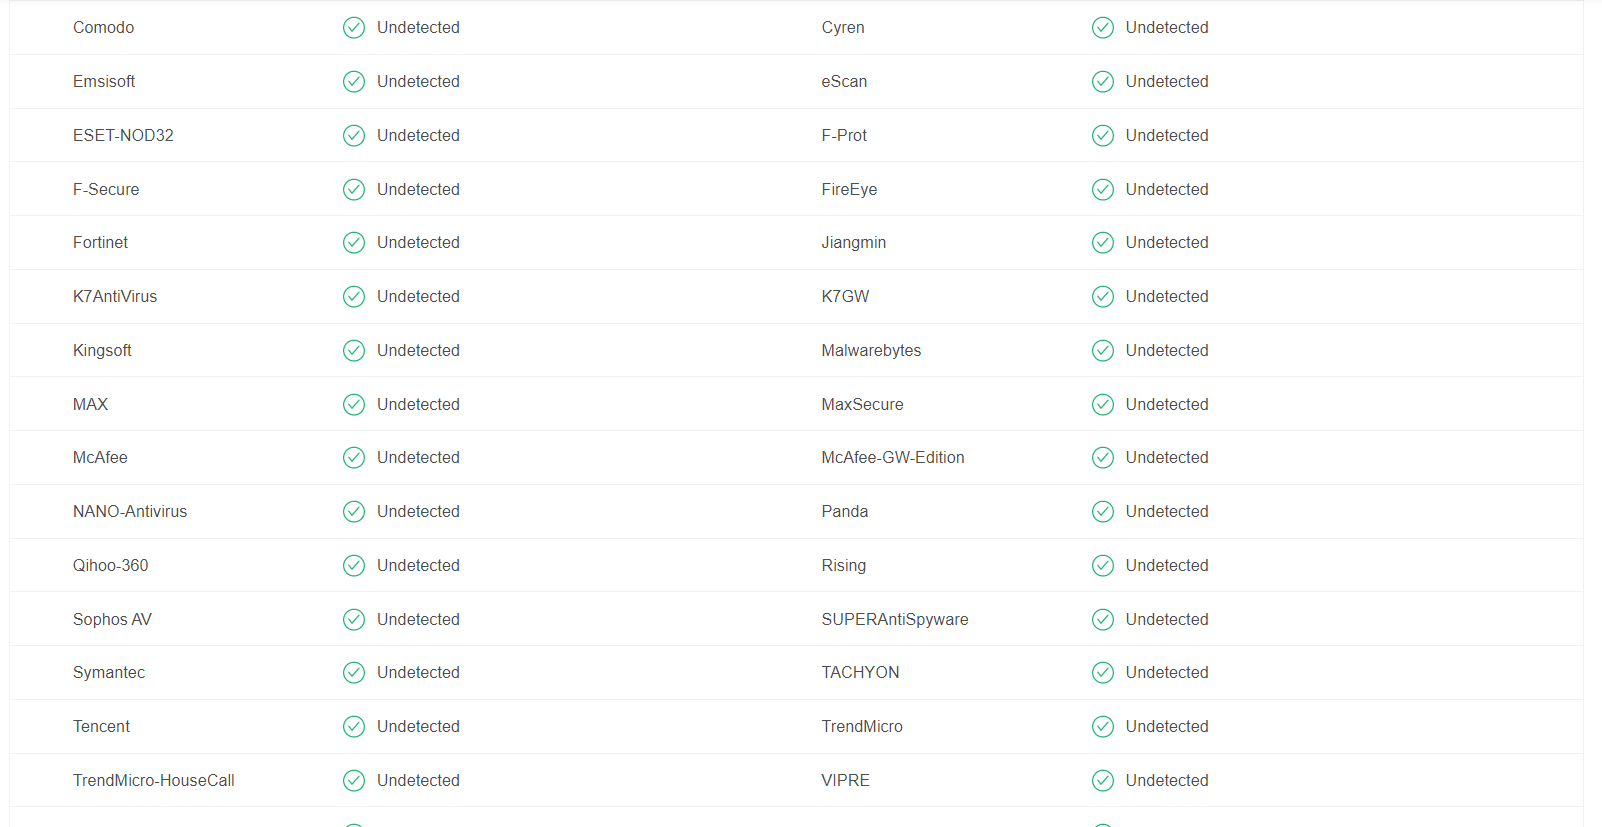 Comodo Undetected Cyren Undetected
Emsisoft Undetected eScan Undetected
ESET-NOD32 Undetected F-Prot Undetected
F-Secure Undetected FireEye Undetected
Fortinet Undetected Jiangmin Undetected
K7AntiVirus Undetected K7GW Undetected
Kingsoft Undetected Malwarebytes Undetected
MAX Undetected MaxSecure Undetected
McAfee Undetected McAfee-GW-Edition Undetected
NANO-Antivirus Undetected Panda Undetected
Qihoo-360 Undetected Rising Undetected
Sophos AV Undetected SUPERAntiSpyware Undetected
Symantec Undetected TACHYON Undetected
Tencent Undetected TrendMicro Undetected
TrendMicro-HouseCall Undetected VIPRE Undetected